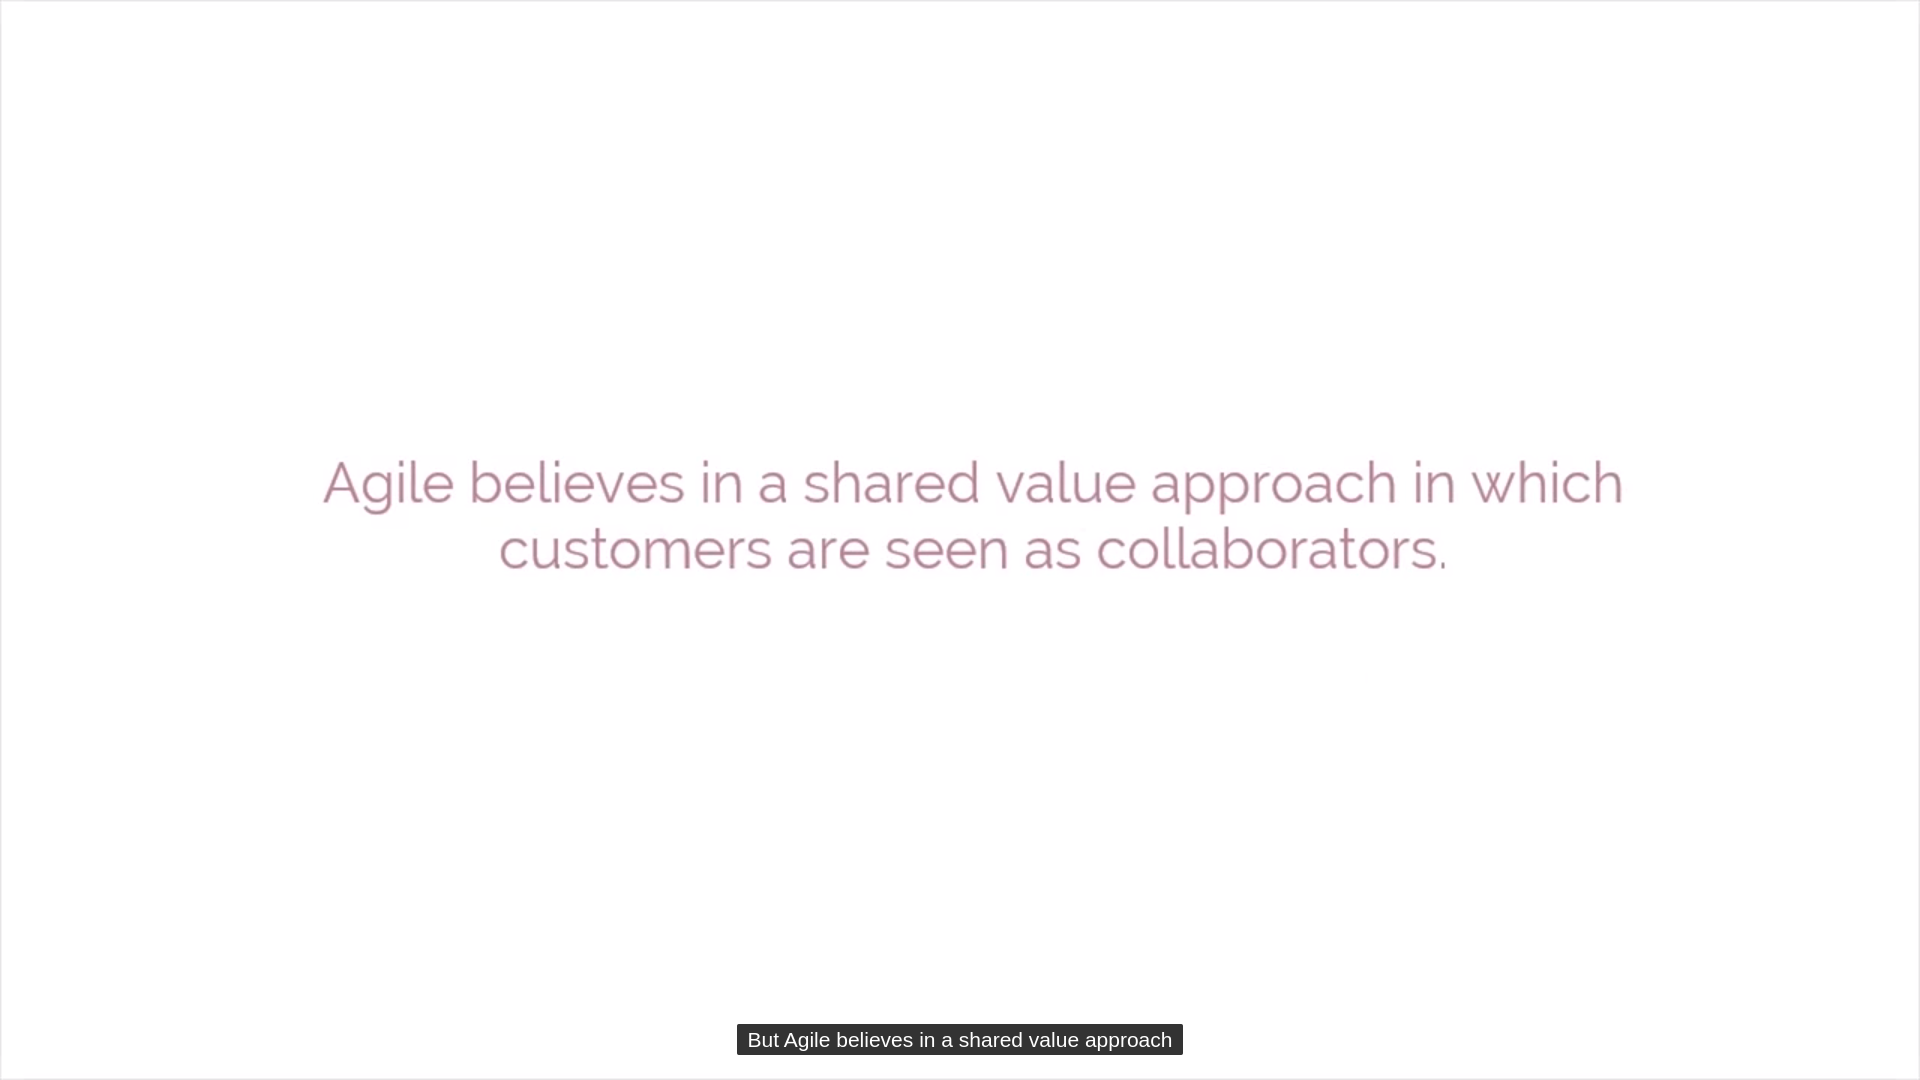 Agile believes in a shared value approach in which
customers are seen as collaborators.
But Agile believes in a shared value approach